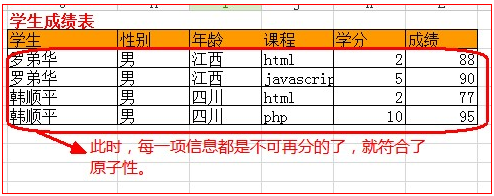 学生成绩表
学生 性别 年龄 课程 学分 成绩
罗弟华 男 江西 html 2 88
罗弟华 男 江西 javascrip 5 90
韩顺平 男 四川 html 2 77
韩顺平 男 四川 php 10 95
此时，每一项信息都是不可再分的了，就符合了
原子性。